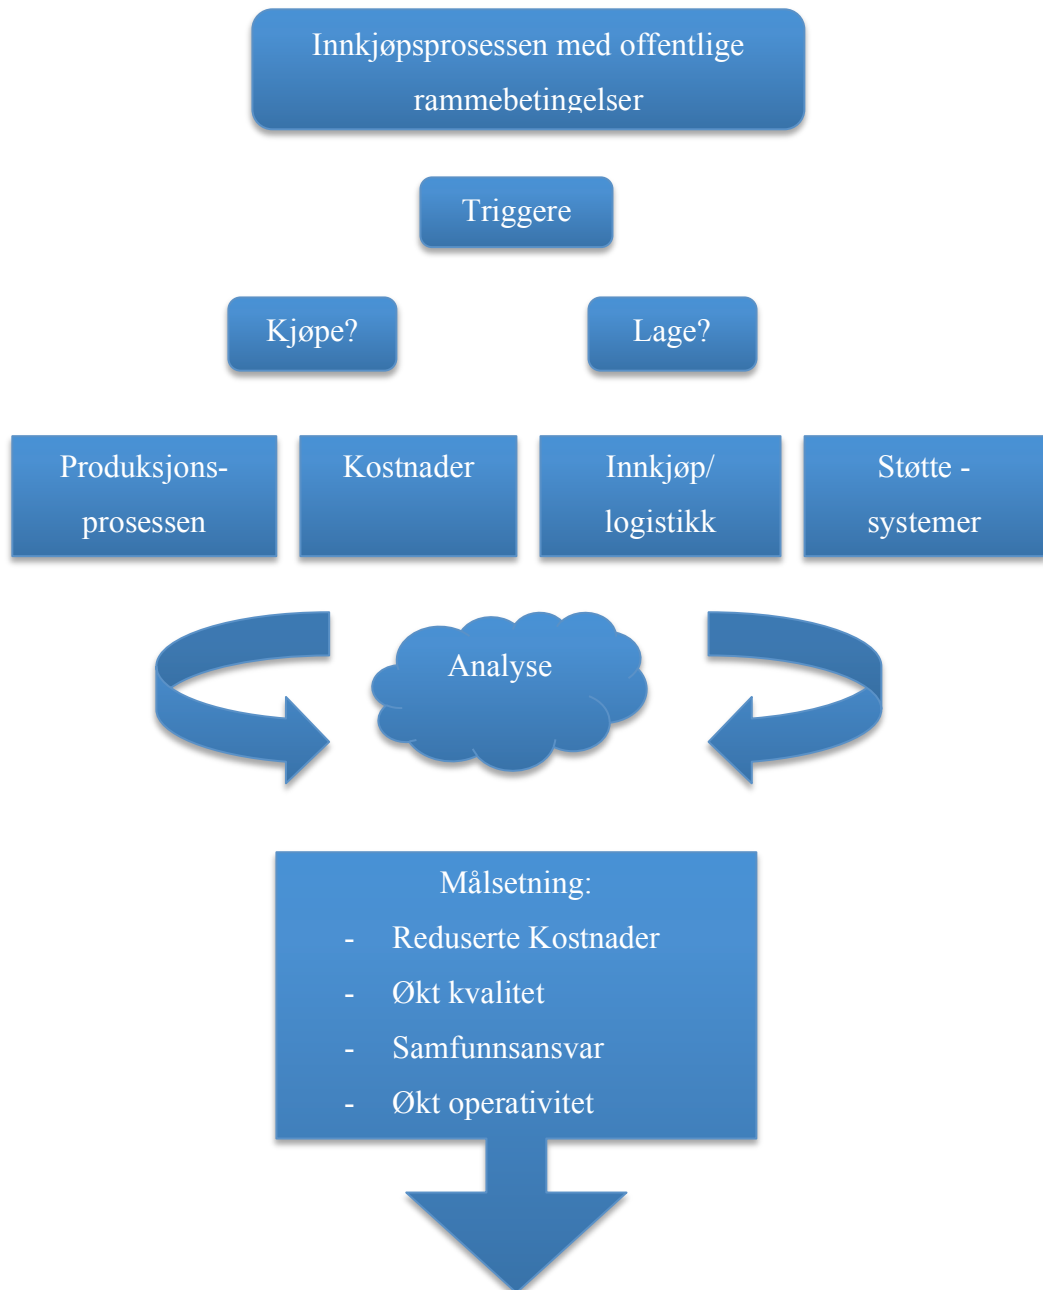 Innkjøpsprosessen med offentlige
rammebetingelser
Triggere
Kjøpe?
Lage?
Produksjons-
prosessen
Kostnader
Innkjøp/
logistikk
Støtte -
systemer
Analyse
Målsetning:
- Reduserte Kostnader
- Økt kvalitet
- Samfunnsansvar
- Økt operativitet